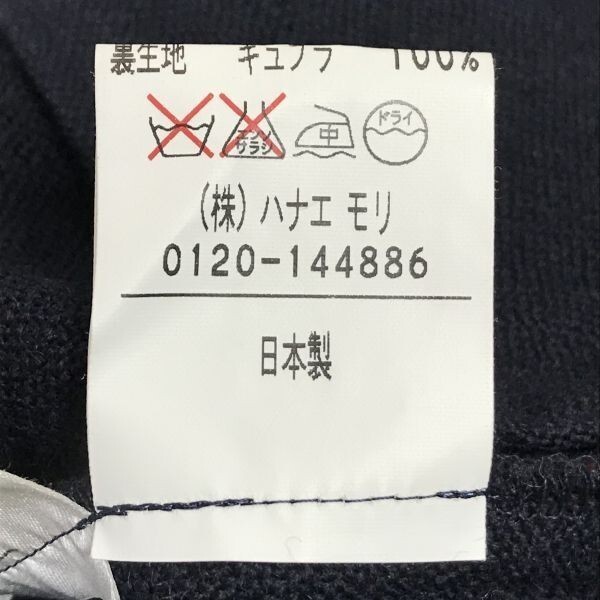 裏生地 キュプラ 100%
エンソサラシ 中 ドライ
(株) ハナエ モリ
0120-144886
日本製